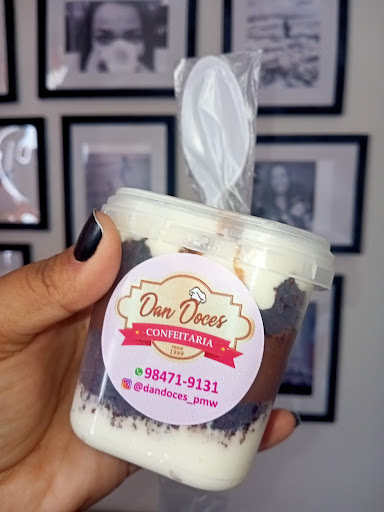 Dan Doces
CONFEITARIA
DESDE
1999
98471-9131
@dandoces_pmw